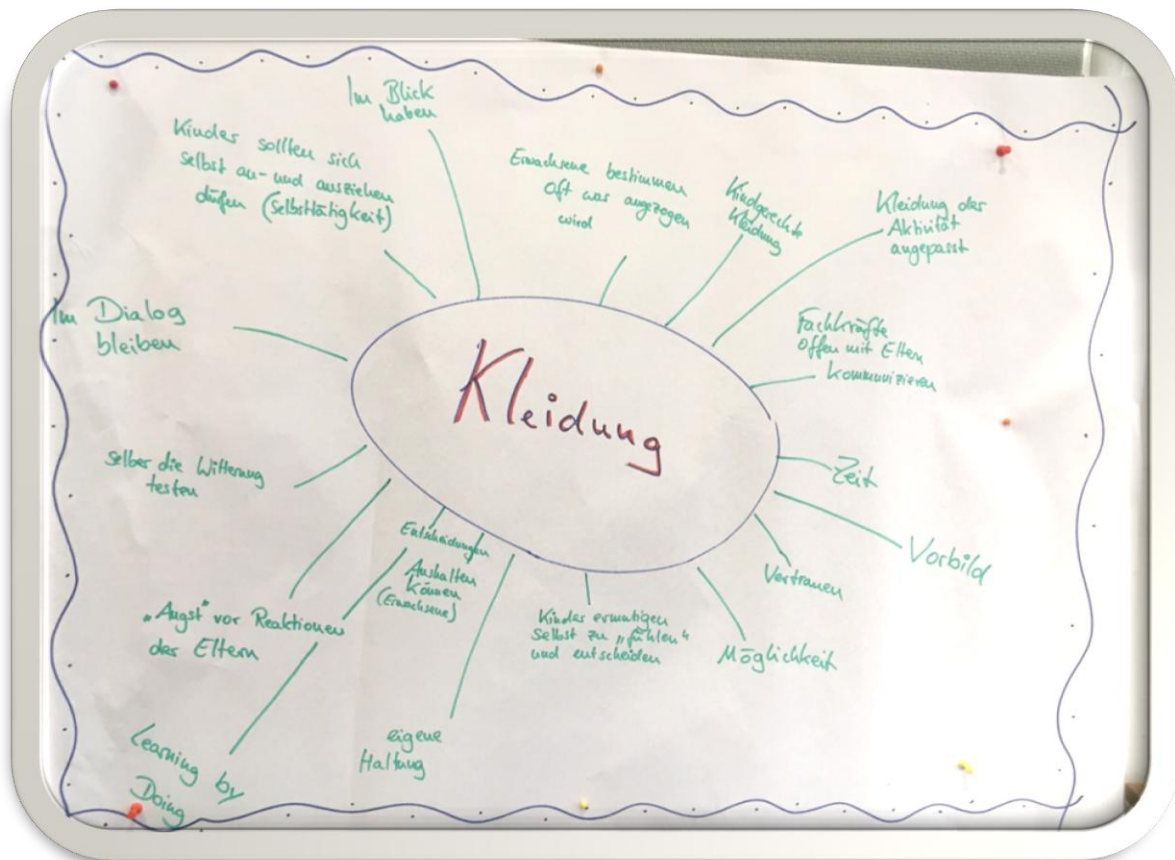 Im Blick
haben
Kinder sollten sich
selbst an- und ausziehen
dürfen (Selbsttätigkeit)
Erwachsene bestimmen
oft was angezogen
wird
Kindgerechte
Kleidung
Kleidung der
Aktivität
angepasst
Im Dialog
bleiben
Fachkräfte
offen mit Eltern
kommunizieren
Kleidung
selber die Witterung
testen
Zeit
Vorbild
Vertrauen
Möglichkeit
Entscheidungen
Aushalten
können
(Erwachsene)
Kinder ermutigen
selbst zu „fühlen“
und entscheiden
„Angst“ vor Reaktionen
der Eltern
eigene
Haltung
Learning by
Doing